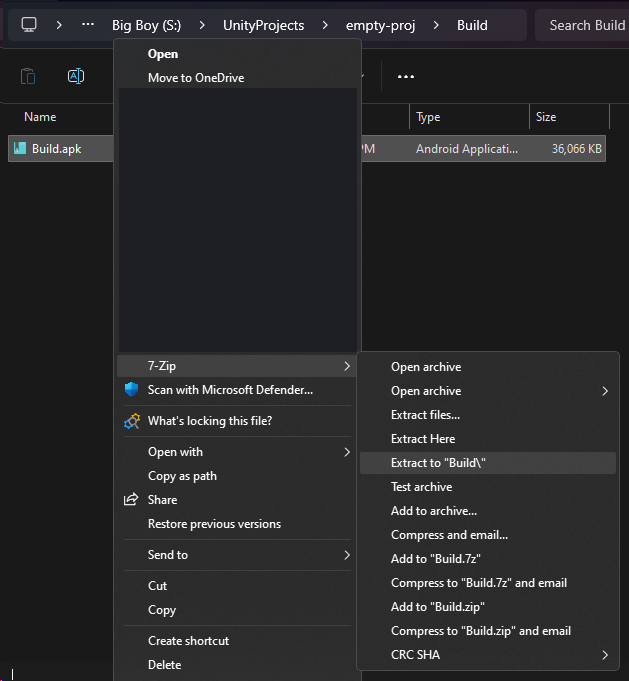 Big Boy (S:) > UnityProjects > empty-proj > Build
Search Build
Name
Type
Size
Build.apk
PM
Android Applicati...
36,066 KB
Open
Move to OneDrive
7-Zip
Scan with Microsoft Defender...
What's locking this file?
Open with
Copy as path
Share
Restore previous versions
Send to
Cut
Copy
Create shortcut
Delete
Open archive
Open archive
Extract files...
Extract Here
Extract to "Build\"
Test archive
Add to archive...
Compress and email...
Add to "Build.7z"
Compress to "Build.7z" and email
Add to "Build.zip"
Compress to "Build.zip" and email
CRC SHA